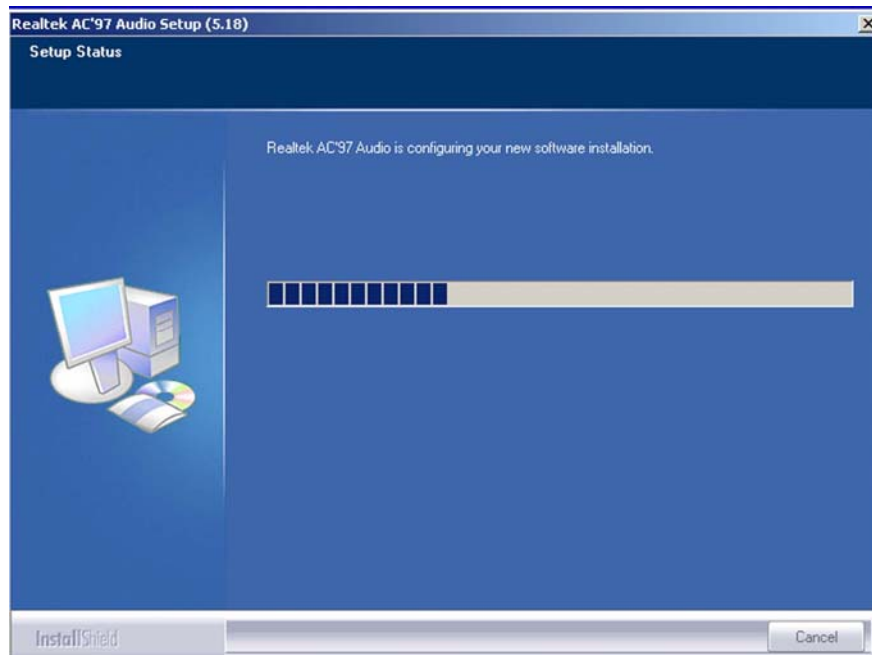 Realtek AC'97 Audio Setup (5.18)
Setup Status
Realtek AC'97 Audio is configuring your new software installation.
InstallShield
Cancel